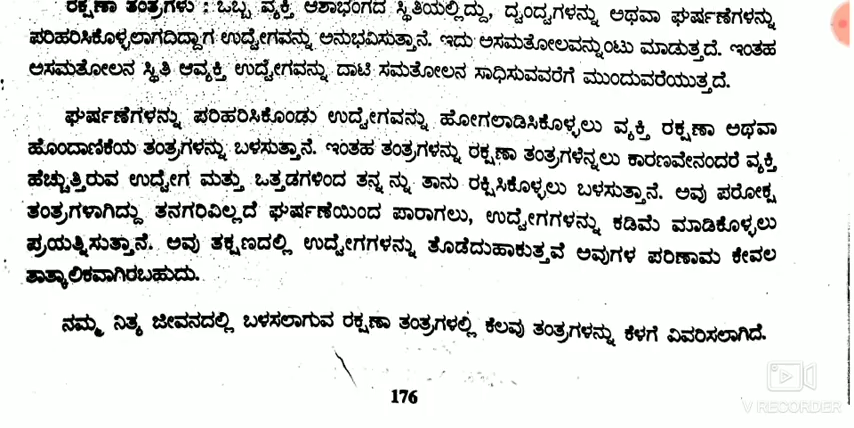 ರಕ್ಷಣಾ ತಂತ್ರಗಳು : ಒಬ್ಬ ವ್ಯಕ್ತಿ ಆಶಾಭಂಗದ ಸ್ಥಿತಿಯಲ್ಲಿದ್ದು, ದ್ವಂದ್ವಗಳನ್ನು ಅಥವಾ ಘರ್ಷಣೆಗಳನ್ನು
ಪರಿಹರಿಸಿಕೊಳ್ಳಲಾಗದಿದ್ದಾಗ ಉದ್ವೇಗವನ್ನು ಅನುಭವಿಸುತ್ತಾನೆ. ಇದು ಅಸಮತೋಲವನ್ನುಂಟು ಮಾಡುತ್ತದೆ. ಇಂತಹ
ಅಸಮತೋಲನ ಸ್ಥಿತಿ ಆವ್ಯಕ್ತಿ ಉದ್ವೇಗವನ್ನು ದಾಟಿ ಸಮತೋಲನ ಸಾಧಿಸುವವರೆಗೆ ಮುಂದುವರೆಯುತ್ತದೆ.
ಘರ್ಷಣೆಗಳನ್ನು ಪರಿಹರಿಸಿಕೊಂಡು ಉದ್ವೇಗವನ್ನು ಹೋಗಲಾಡಿಸಿಕೊಳ್ಳಲು ವ್ಯಕ್ತಿ ರಕ್ಷಣಾ ಅಥವಾ
ಹೊಂದಾಣಿಕೆಯ ತಂತ್ರಗಳನ್ನು ಬಳಸುತ್ತಾನೆ. ಇಂತಹ ತಂತ್ರಗಳನ್ನು ರಕ್ಷಣಾ ತಂತ್ರಗಳೆನ್ನಲು ಕಾರಣವೇನಂದರೆ ವ್ಯಕ್ತಿ
ಹೆಚ್ಚುತ್ತಿರುವ ಉದ್ವೇಗ ಮತ್ತು ಒತ್ತಡಗಳಿಂದ ತನ್ನ ನ್ನು ತಾನು ರಕ್ಷಿಸಿಕೊಳ್ಳಲು ಬಳಸುತ್ತಾನೆ. ಅವು ಪರೋಕ್ಷ
ತಂತ್ರಗಳಾಗಿದ್ದು ತನಗರಿವಿಲ್ಲದೆ ಘರ್ಷಣೆಯಿಂದ ಪಾರಾಗಲು, ಉದ್ವೇಗಗಳನ್ನು ಕಡಿಮೆ ಮಾಡಿಕೊಳ್ಳಲು
ಪ್ರಯತ್ನಿಸುತ್ತಾನೆ. ಅವು ತಕ್ಷಣದಲ್ಲಿ ಉದ್ವೇಗಗಳನ್ನು ತೊಡೆದುಹಾಕುತ್ತವೆ ಅವುಗಳ ಪರಿಣಾಮ ಕೇವಲ
ತಾತ್ಕಾಲಿಕವಾಗಿರಬಹುದು.
ನಮ್ಮ ನಿತ್ಯ ಜೀವನದಲ್ಲಿ ಬಳಸಲಾಗುವ ರಕ್ಷಣಾ ತಂತ್ರಗಳಲ್ಲಿ ಕೆಲವು ತಂತ್ರಗಳನ್ನು ಕೆಳಗೆ ವಿವರಿಸಲಾಗಿದೆ.
176
V RECORDER